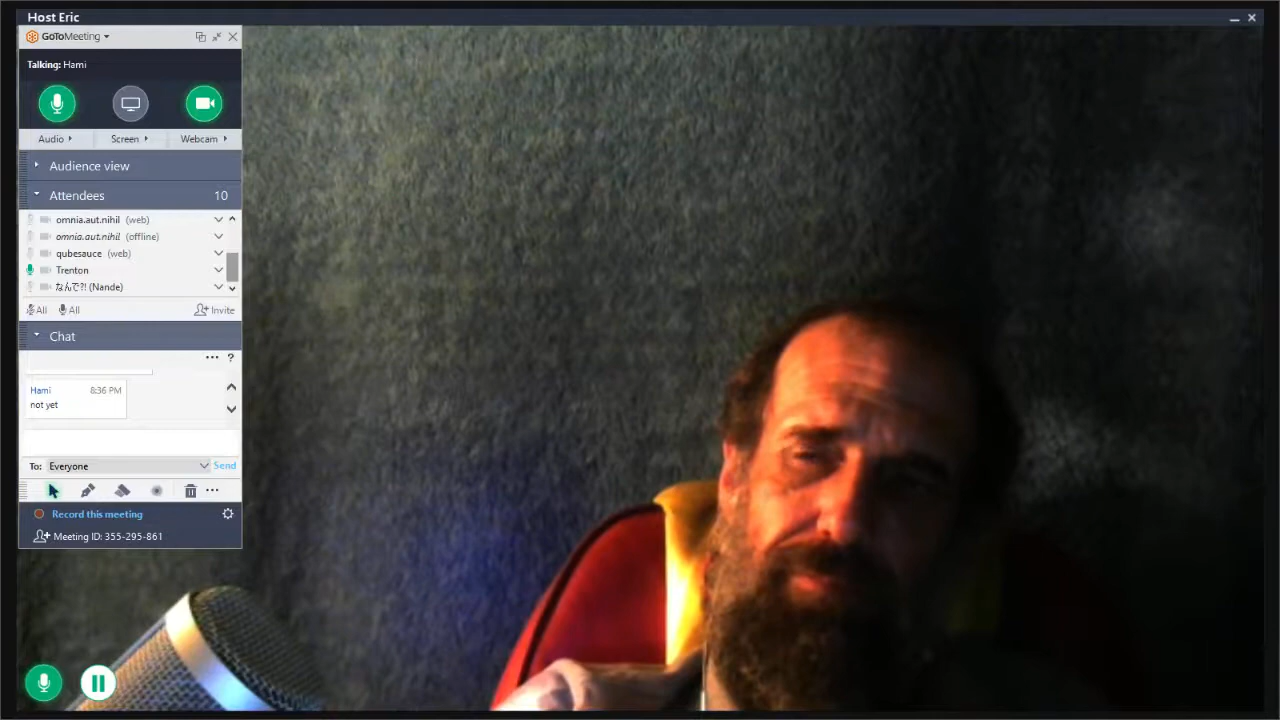 Host Eric
GoToMeeting
Talking: Hami
Audio
Screen
Webcam
Audience view
Attendees 10
omnia.aut.nihil (web)
omnia.aut.nihil (offline)
qubesauce (web)
Trenton
なんで?! (Nande)
All
All
Invite
Chat
... ?
Hami 8:36 PM
not yet
To: Everyone
Send
...
Record this meeting
Meeting ID: 355-295-861